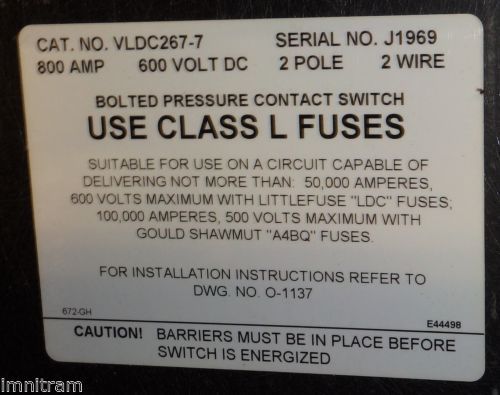 CAT. NO. VLDC267-7 SERIAL NO. J1969
800 AMP 600 VOLT DC 2 POLE 2 WIRE
BOLTED PRESSURE CONTACT SWITCH
USE CLASS L FUSES
SUITABLE FOR USE ON A CIRCUIT CAPABLE OF
DELIVERING NOT MORE THAN: 50,000 AMPERES,
600 VOLTS MAXIMUM WITH LITTLEFUSE "LDC" FUSES;
100,000 AMPERES, 500 VOLTS MAXIMUM WITH
GOULD SHAWMUT "A4BQ" FUSES.
FOR INSTALLATION INSTRUCTIONS REFER TO
DWG. NO. O-1137
672-GH E44498
CAUTION! BARRIERS MUST BE IN PLACE BEFORE
SWITCH IS ENERGIZED
imnitram